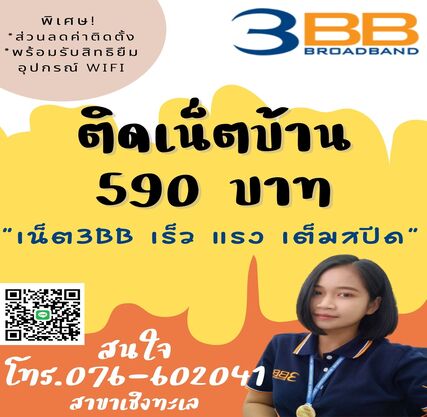 พิเศษ!
*ส่วนลดค่าติดตั้ง
*พร้อมรับสิทธิยืม
อุปกรณ์ WIFI
3BB
BROADBAND
ติดเน็ตบ้าน
590 บาท
"เน็ต3BB เร็ว แรง เต็มสปีด"
สนใจ
โทร.076-602041
สาขาเชิงทะเล
3BB